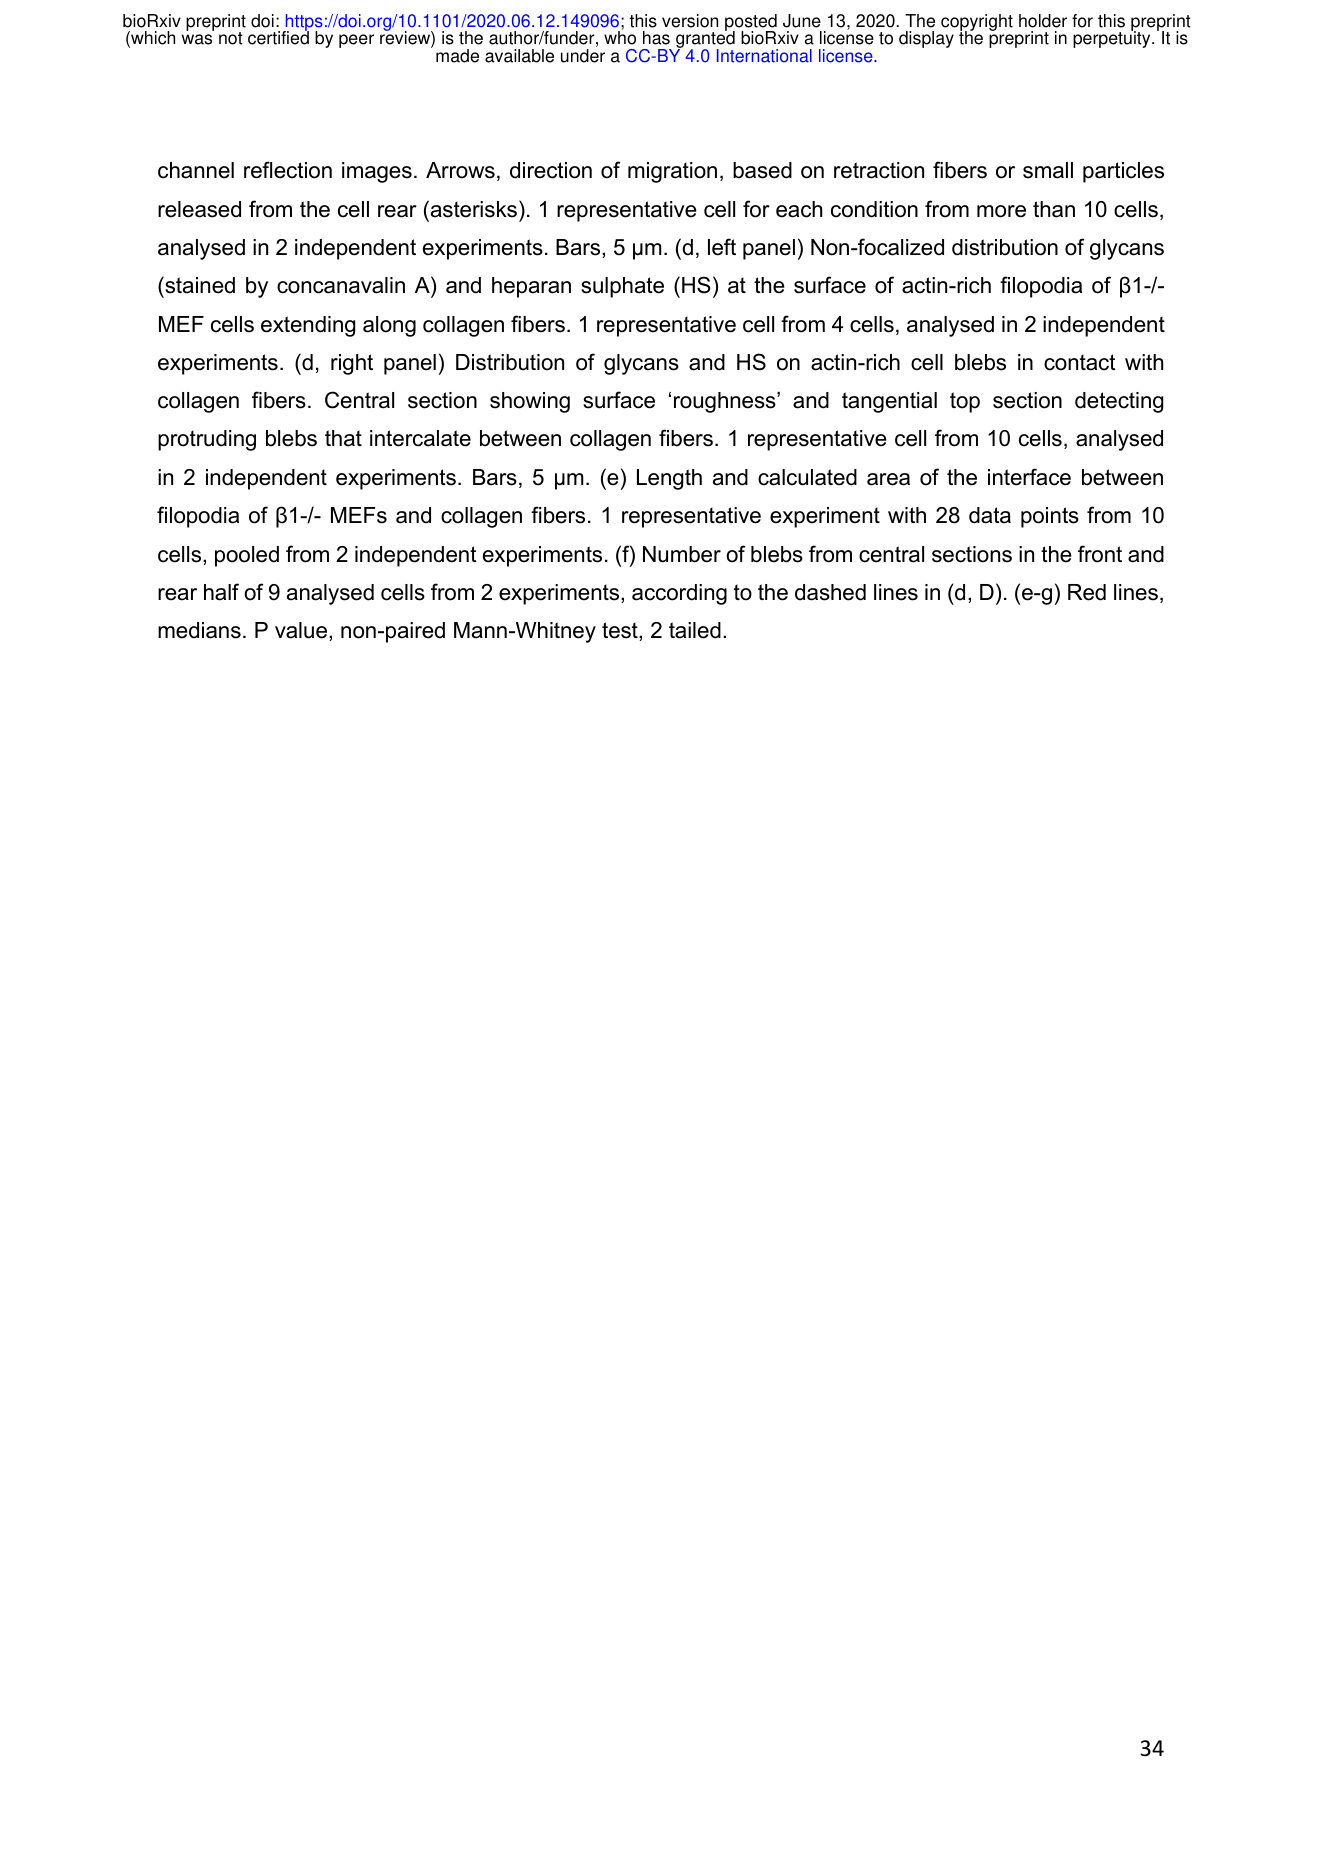 bioRxiv preprint doi: https://doi.org/10.1101/2020.06.12.149096; this version posted June 13, 2020. The copyright holder for this preprint
(which was not certified by peer review) is the author/funder, who has granted bioRxiv a license to display the preprint in perpetuity. It is
made available under a CC-BY 4.0 International license.
channel reflection images. Arrows, direction of migration, based on retraction fibers or small particles
released from the cell rear (asterisks). 1 representative cell for each condition from more than 10 cells,
analysed in 2 independent experiments. Bars, 5 µm. (d, left panel) Non-focalized distribution of glycans
(stained by concanavalin A) and heparan sulphate (HS) at the surface of actin-rich filopodia of β1-/-
MEF cells extending along collagen fibers. 1 representative cell from 4 cells, analysed in 2 independent
experiments. (d, right panel) Distribution of glycans and HS on actin-rich cell blebs in contact with
collagen fibers. Central section showing surface ‘roughness’ and tangential top section detecting
protruding blebs that intercalate between collagen fibers. 1 representative cell from 10 cells, analysed
in 2 independent experiments. Bars, 5 µm. (e) Length and calculated area of the interface between
filopodia of β1-/- MEFs and collagen fibers. 1 representative experiment with 28 data points from 10
cells, pooled from 2 independent experiments. (f) Number of blebs from central sections in the front and
rear half of 9 analysed cells from 2 experiments, according to the dashed lines in (d, D). (e-g) Red lines,
medians. P value, non-paired Mann-Whitney test, 2 tailed.
34